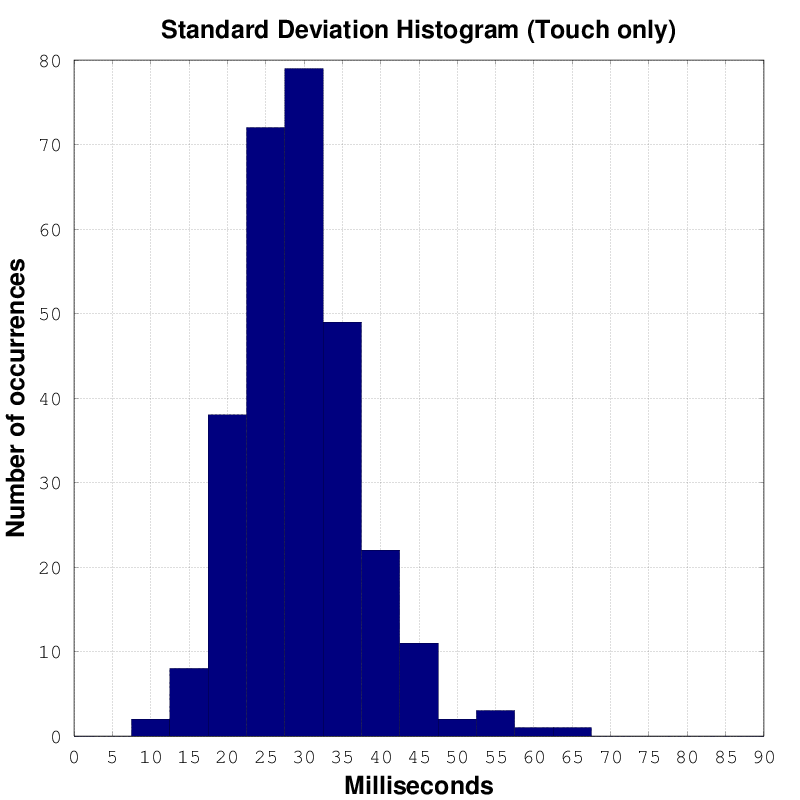 Standard Deviation Histogram (Touch only)
80
70
60
50
40
30
20
10
0
Number of occurrences
0 5 10 15 20 25 30 35 40 45 50 55 60 65 70 75 80 85 90
Milliseconds